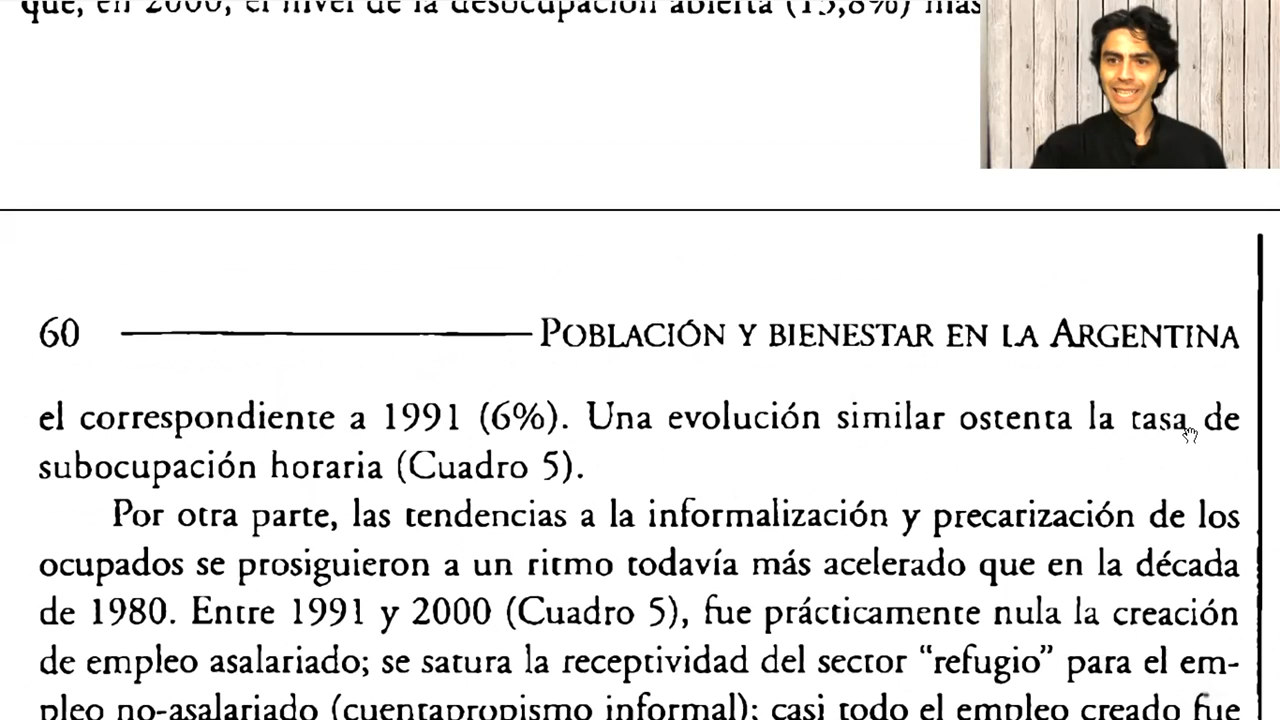 que, en 2000, el nivel de la desocupación abierta (15,8%) más
60 POBLACIÓN Y BIENESTAR EN LA ARGENTINA
el correspondiente a 1991 (6%). Una evolución similar ostenta la tasa de
subocupación horaria (Cuadro 5).
Por otra parte, las tendencias a la informalización y precarización de los
ocupados se prosiguieron a un ritmo todavía más acelerado que en la década
de 1980. Entre 1991 y 2000 (Cuadro 5), fue prácticamente nula la creación
de empleo asalariado; se satura la receptividad del sector “refugio” para el em-
pleo no-asalariado (cuentapropismo informal); casi todo el empleo creado fue